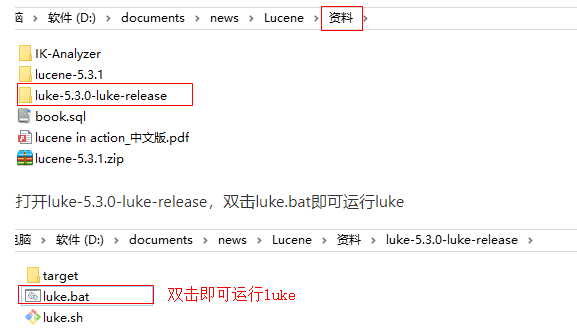 脑 › 软件 (D:) › documents › news › Lucene › 资料 ›
IK-Analyzer
lucene-5.3.1
luke-5.3.0-luke-release
book.sql
lucene in action_中文版.pdf
lucene-5.3.1.zip
打开luke-5.3.0-luke-release，双击luke.bat即可运行luke
电脑 › 软件 (D:) › documents › news › Lucene › 资料 › luke-5.3.0-luke-release ›
target
luke.bat 双击即可运行luke
luke.sh